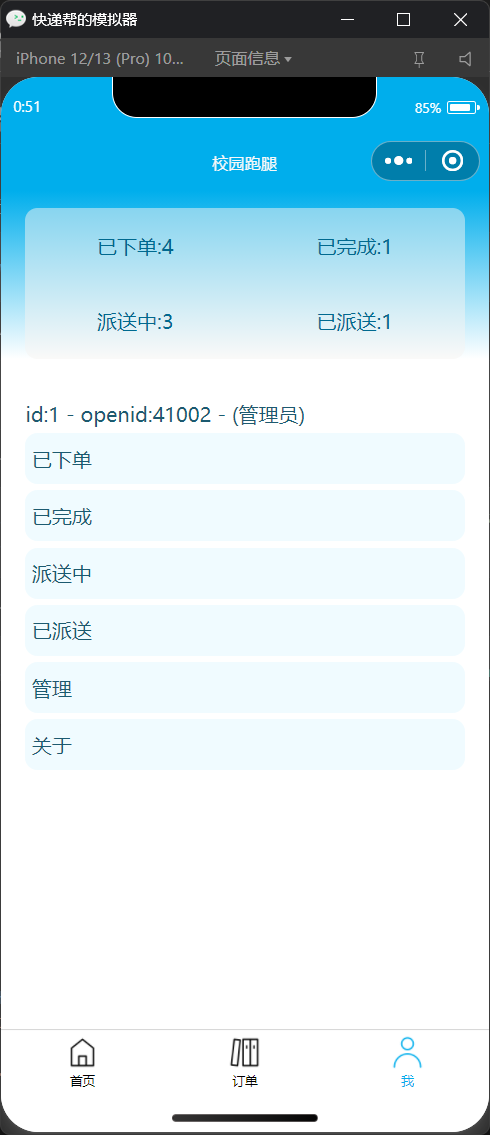 快递帮的模拟器
iPhone 12/13 (Pro) 10... 页面信息
0:51 85%
校园跑腿
已下单:4 已完成:1
派送中:3 已派送:1
id:1 - openid:41002 - (管理员)
已下单
已完成
派送中
已派送
管理
关于
首页 订单 我